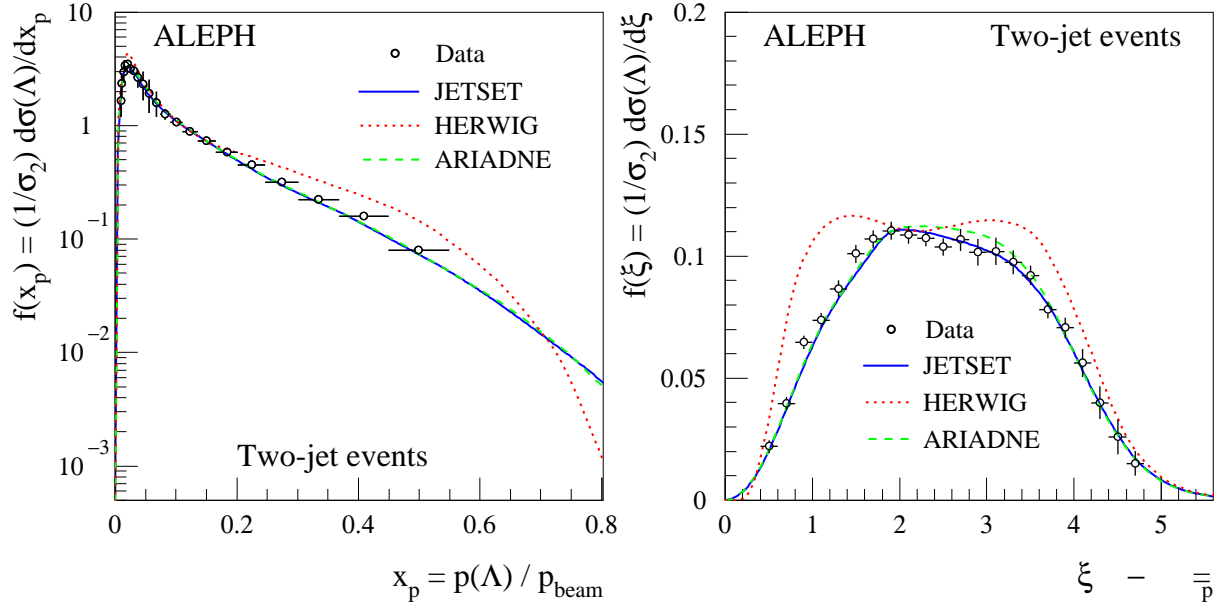 f(x_p) = (1/σ_2) dσ(Λ)/dx_p
ALEPH
Data
JETSET
HERWIG
ARIADNE
Two-jet events
10
1
10^−1
10^−2
10^−3
0
0.2
0.4
0.6
0.8
x_p = p(Λ) / p_beam
f(ξ) = (1/σ_2) dσ(Λ)/dξ
ALEPH
Two-jet events
0.2
0.15
0.1
0.05
0
Data
JETSET
HERWIG
ARIADNE
0
1
2
3
4
5
ξ − =p